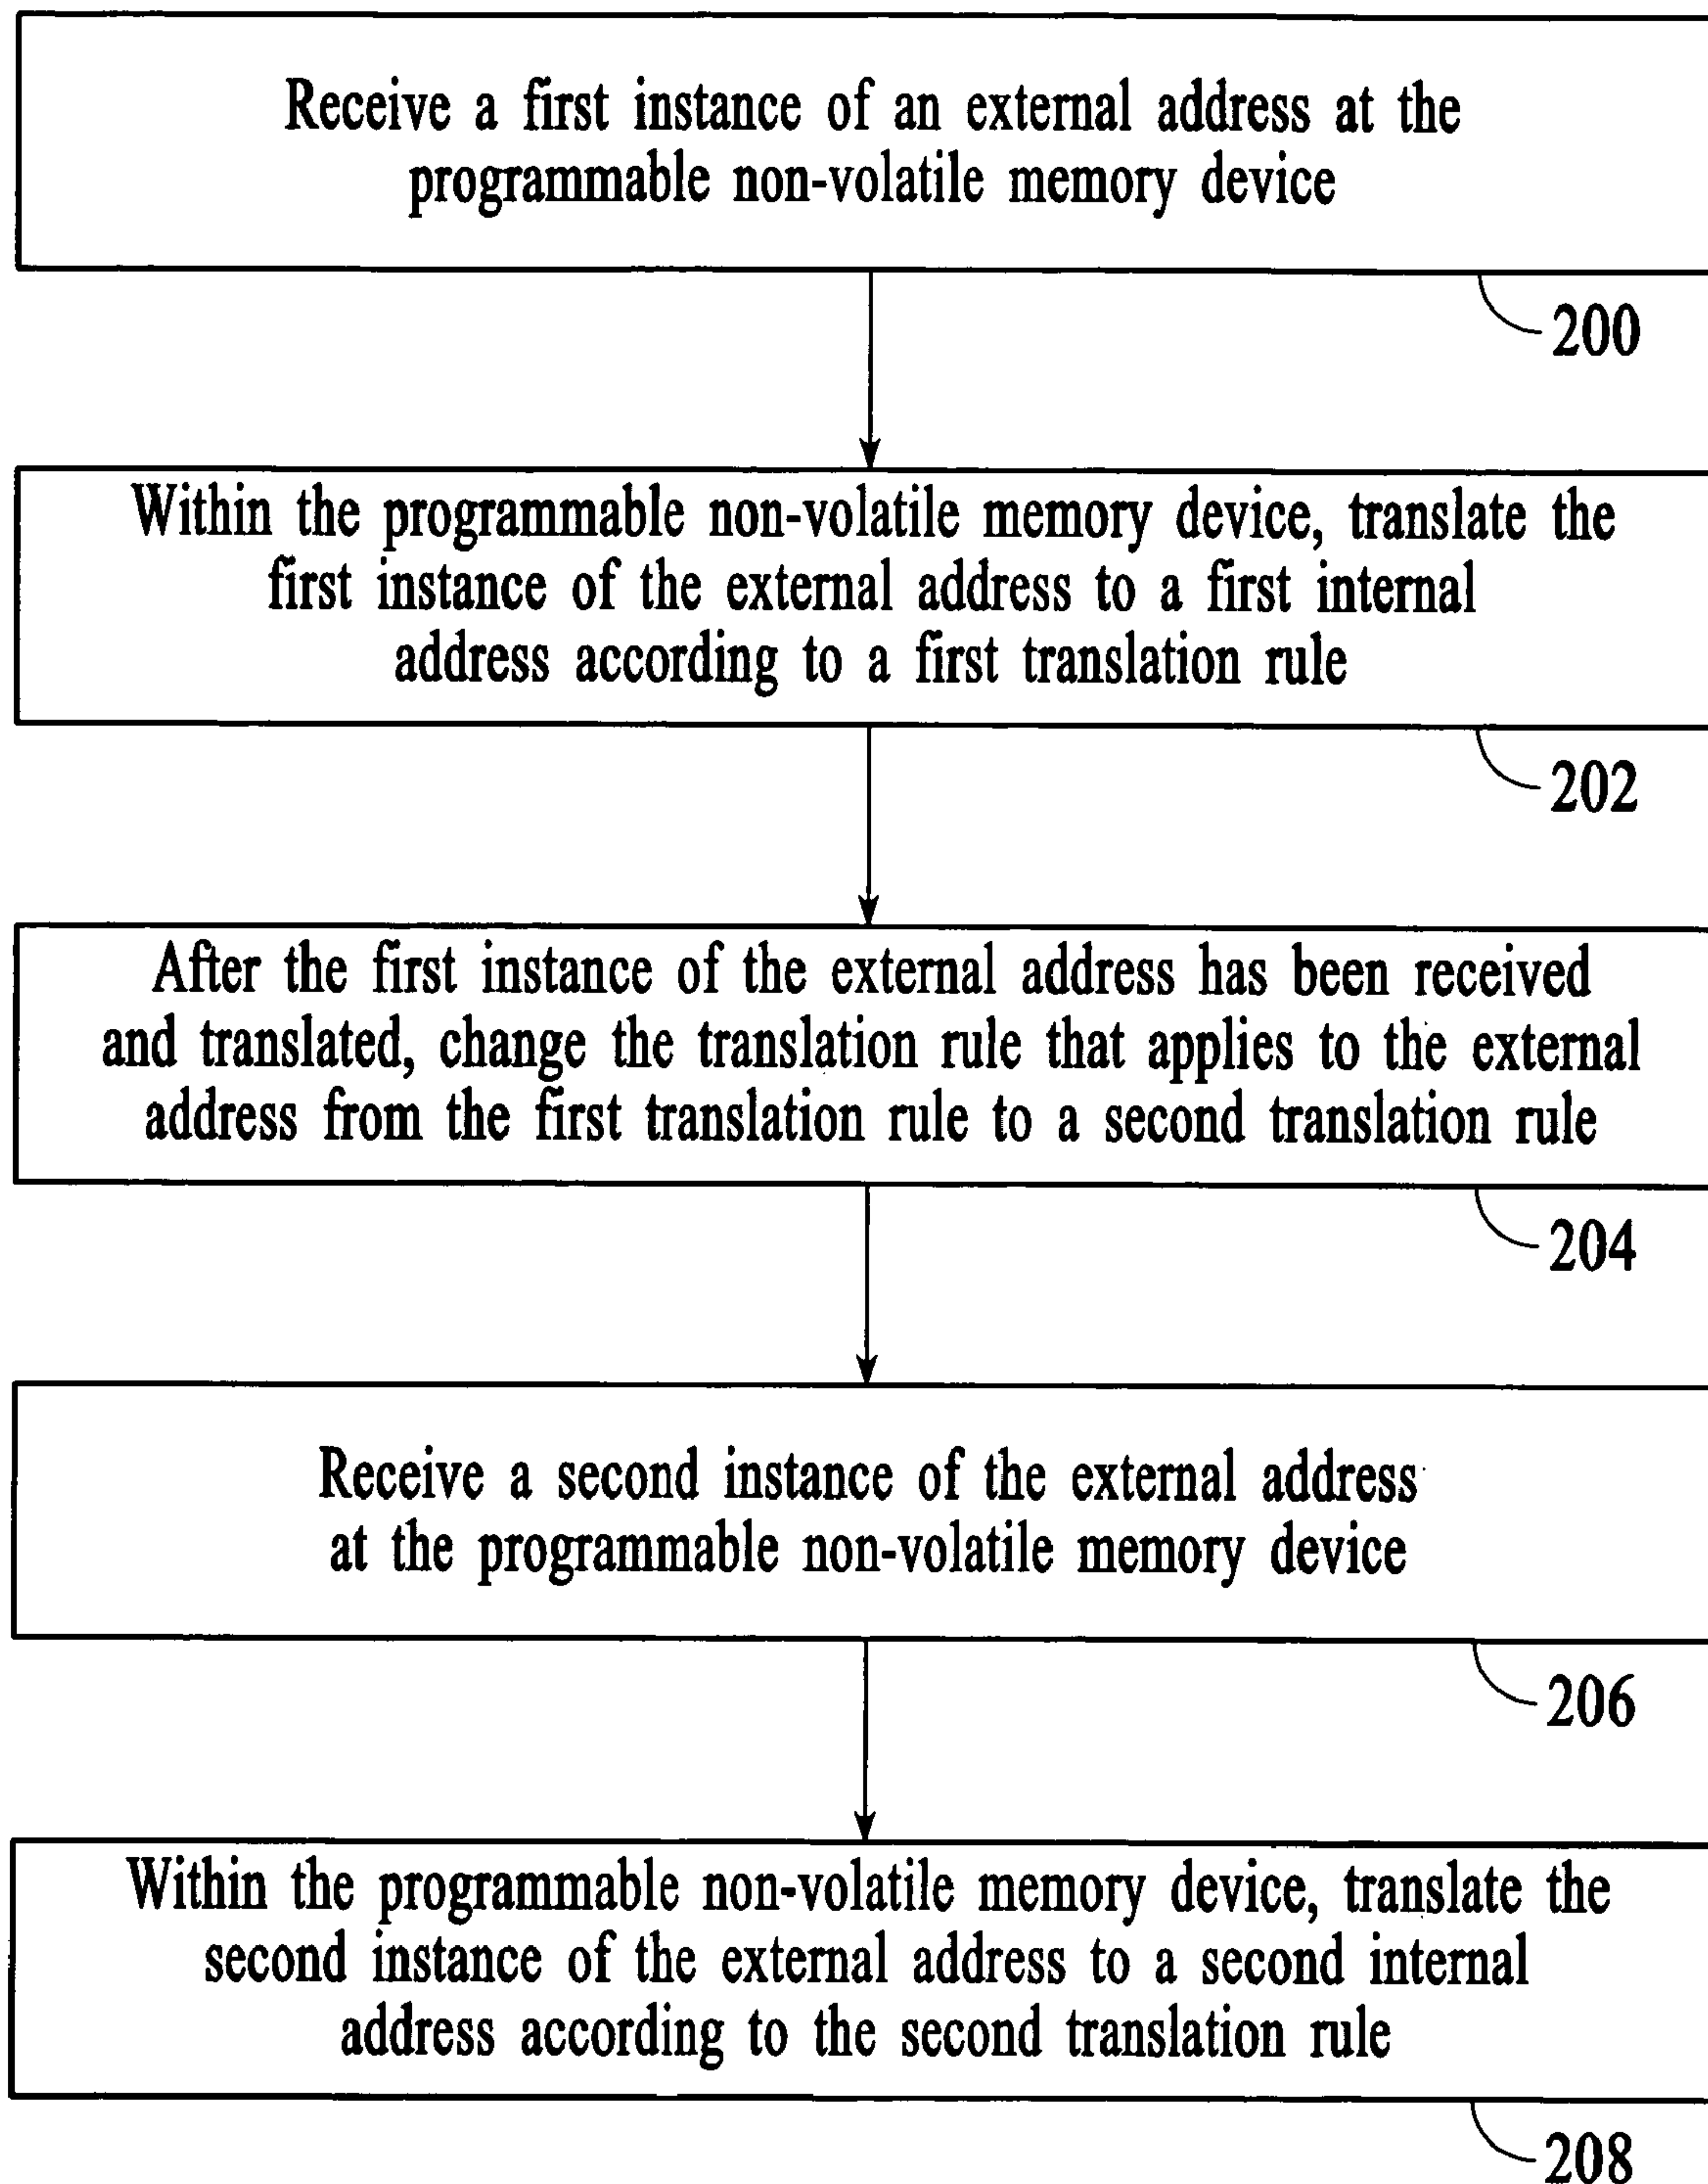 Receive a first instance of an external address at the
programmable non-volatile memory device
200
Within the programmable non-volatile memory device, translate the
first instance of the external address to a first internal
address according to a first translation rule
202
After the first instance of the external address has been received
and translated, change the translation rule that applies to the external
address from the first translation rule to a second translation rule
204
Receive a second instance of the external address
at the programmable non-volatile memory device
206
Within the programmable non-volatile memory device, translate the
second instance of the external address to a second internal
address according to the second translation rule
208